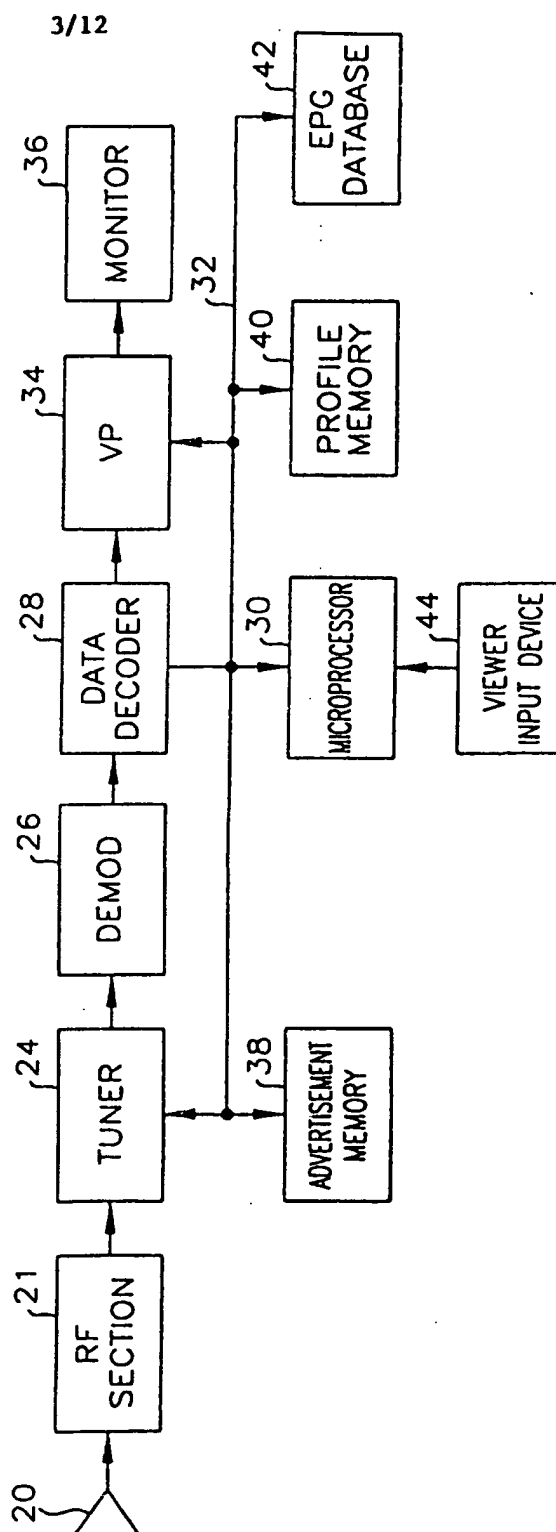 3/12
20
21
RF
SECTION
24
TUNER
26
DEMOD
28
DATA
DECODER
34
VP
36
MONITOR
32
38
ADVERTISEMENT
MEMORY
30
MICROPROCESSOR
44
VIEWER
INPUT DEVICE
40
PROFILE
MEMORY
42
EPG
DATABASE